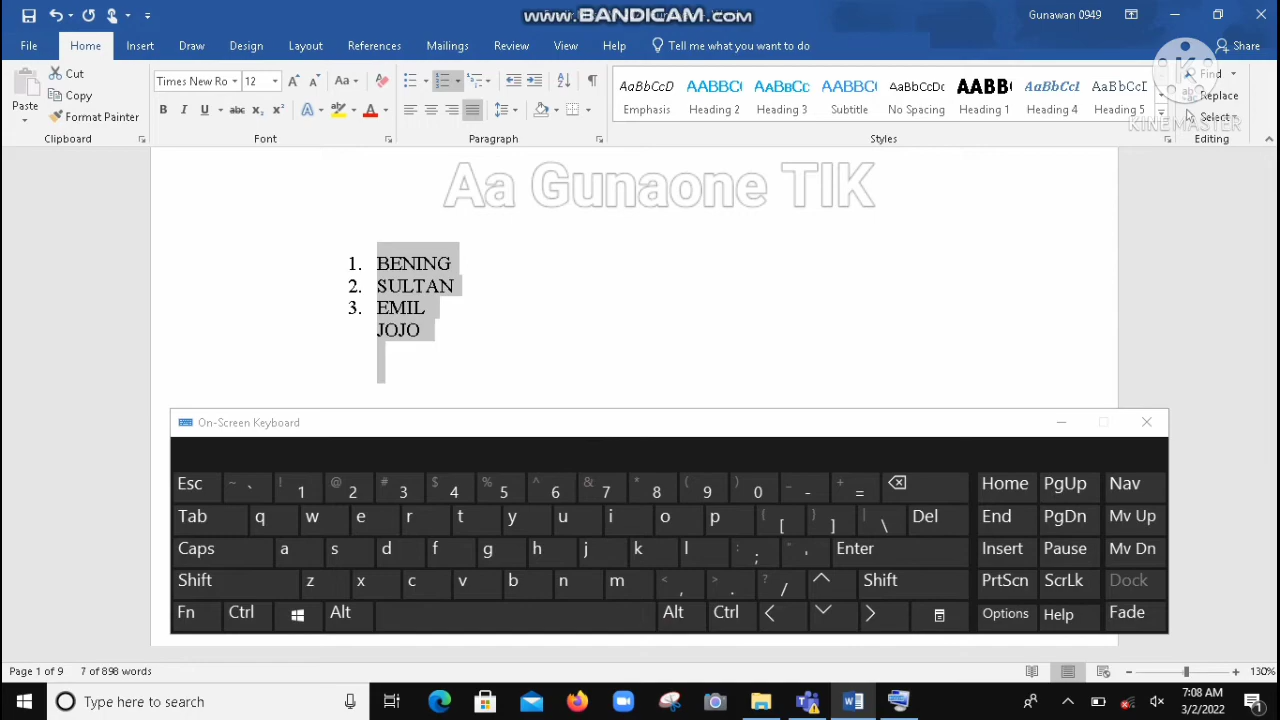 www.BANDICAM.com
Gunawan 0949
File Home Insert Draw Design Layout References Mailings Review View Help Tell me what you want to do Share
Paste
Cut
Copy
Format Painter
Clipboard
Times New Ro 12
Font
Paragraph
AaBbCcD AABBC AaBbCc AABBC AaBbCcDc AABB AaBbCcI AaBbCcI
Emphasis Heading 2 Heading 3 Subtitle No Spacing Heading 1 Heading 4 Heading 5
Styles
Find
Replace
Select
Editing
KINEMASTER
Aa Gunaone TIK
1. BENING
2. SULTAN
3. EMIL
JOJO
On-Screen Keyboard
Esc ~ ` ! 1 @ 2 # 3 $ 4 % 5 ^ 6 & 7 * 8 ( 9 ) 0 _ - + = Home PgUp Nav
Tab q w e r t y u i o p { [ } ] | \ Del End PgDn Mv Up
Caps a s d f g h j k l : ; " ' Enter Insert Pause Mv Dn
Shift z x c v b n m < , > . ? / Shift PrtScn ScrLk Dock
Fn Ctrl Alt Alt Ctrl Options Help Fade
Page 1 of 9 7 of 898 words 130%
Type here to search
7:08 AM
3/2/2022
1